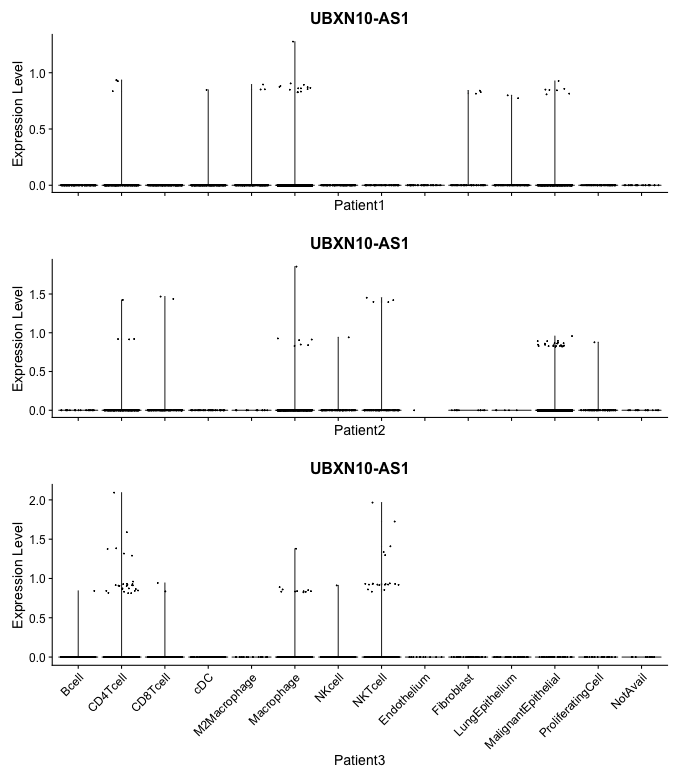 UBXN10-AS1
Expression Level
1.0
0.5
0.0
Patient1
UBXN10-AS1
Expression Level
1.5
1.0
0.5
0.0
Patient2
UBXN10-AS1
Expression Level
2.0
1.5
1.0
0.5
0.0
Bcell
CD4Tcell
CD8Tcell
cDC
M2Macrophage
Macrophage
NKcell
NKTcell
Endothelium
Fibroblast
LungEpithelium
MalignantEpithelial
ProliferatingCell
NotAvail
Patient3